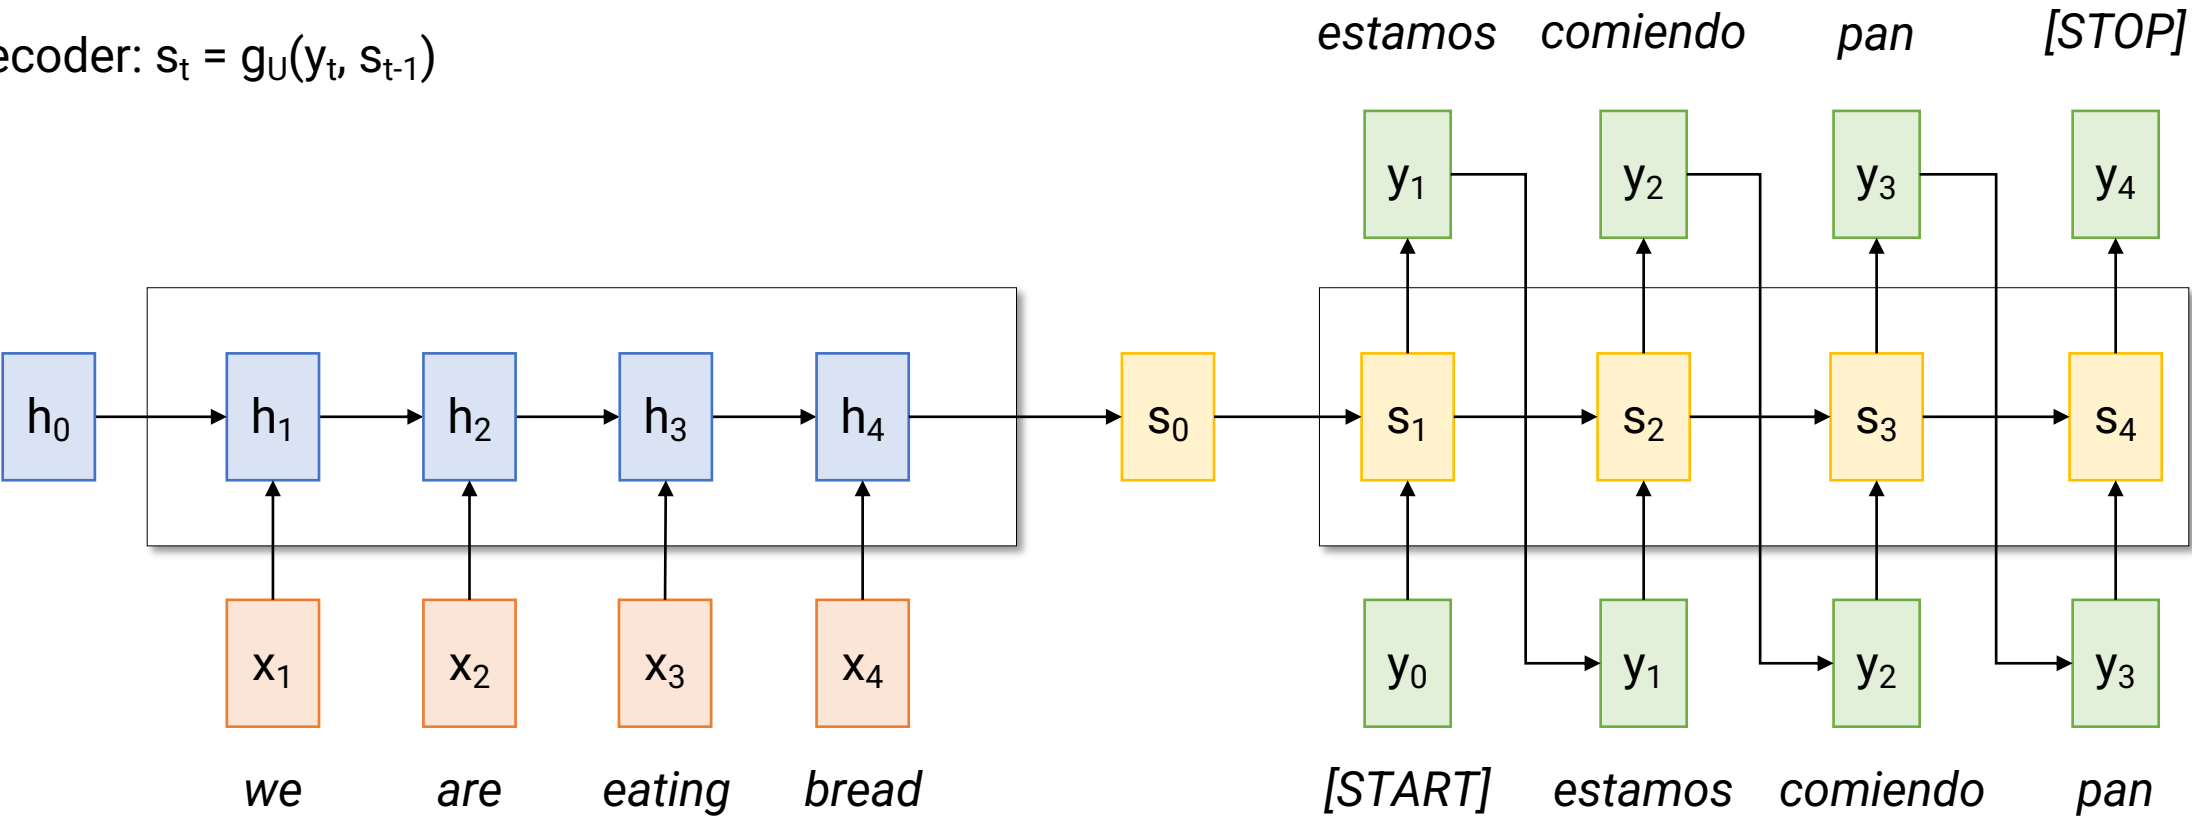 estamos comiendo pan [STOP]
ecoder: st = gU(yt, st-1)
y1 y2 y3 y4
h0 h1 h2 h3 h4 s0 s1 s2 s3 s4
x1 x2 x3 x4 y0 y1 y2 y3
we are eating bread [START] estamos comiendo pan